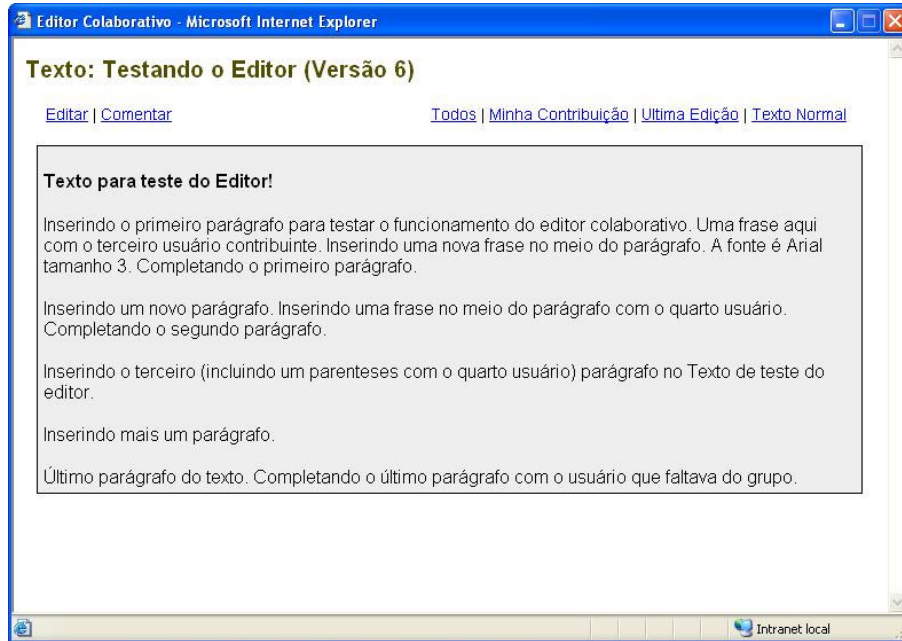 Editor Colaborativo - Microsoft Internet Explorer
Texto: Testando o Editor (Versão 6)
Editar | Comentar
Todos | Minha Contribuição | Ultima Edição | Texto Normal
Texto para teste do Editor!
Inserindo o primeiro parágrafo para testar o funcionamento do editor colaborativo. Uma frase aqui
com o terceiro usuário contribuinte. Inserindo uma nova frase no meio do parágrafo. A fonte é Arial
tamanho 3. Completando o primeiro parágrafo.
Inserindo um novo parágrafo. Inserindo uma frase no meio do parágrafo com o quarto usuário.
Completando o segundo parágrafo.
Inserindo o terceiro (incluindo um parenteses com o quarto usuário) parágrafo no Texto de teste do
editor.
Inserindo mais um parágrafo.
Último parágrafo do texto. Completando o último parágrafo com o usuário que faltava do grupo.
Intranet local